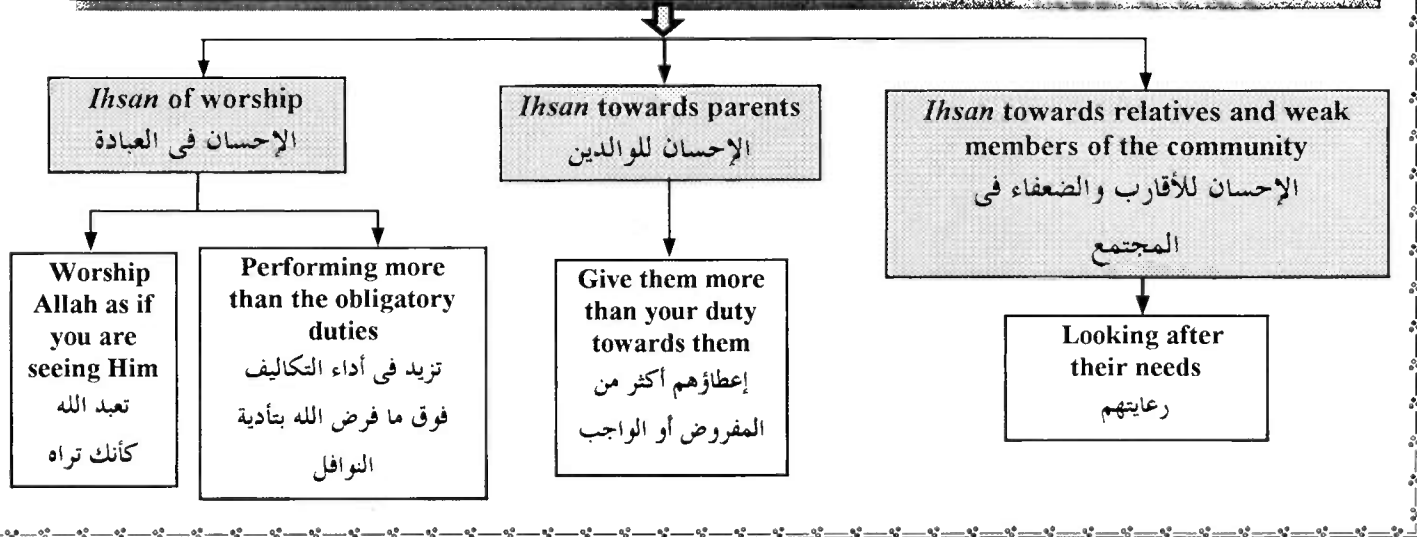 Ihsan of worship
الإحسان فى العبادة
Ihsan towards parents
الإحسان للوالدين
Ihsan towards relatives and weak
members of the community
الإحسان للأقارب والضعفاء فى
المجتمع
Worship
Allah as if
you are
seeing Him
تعبد الله
كأنك تراه
Performing more
than the obligatory
duties
تزيد فى أداء التكاليف
فوق ما فرض الله بتأدية
النوافل
Give them more
than your duty
towards them
إعطاؤهم أكثر من
المفروض أو الواجب
Looking after
their needs
رعايتهم